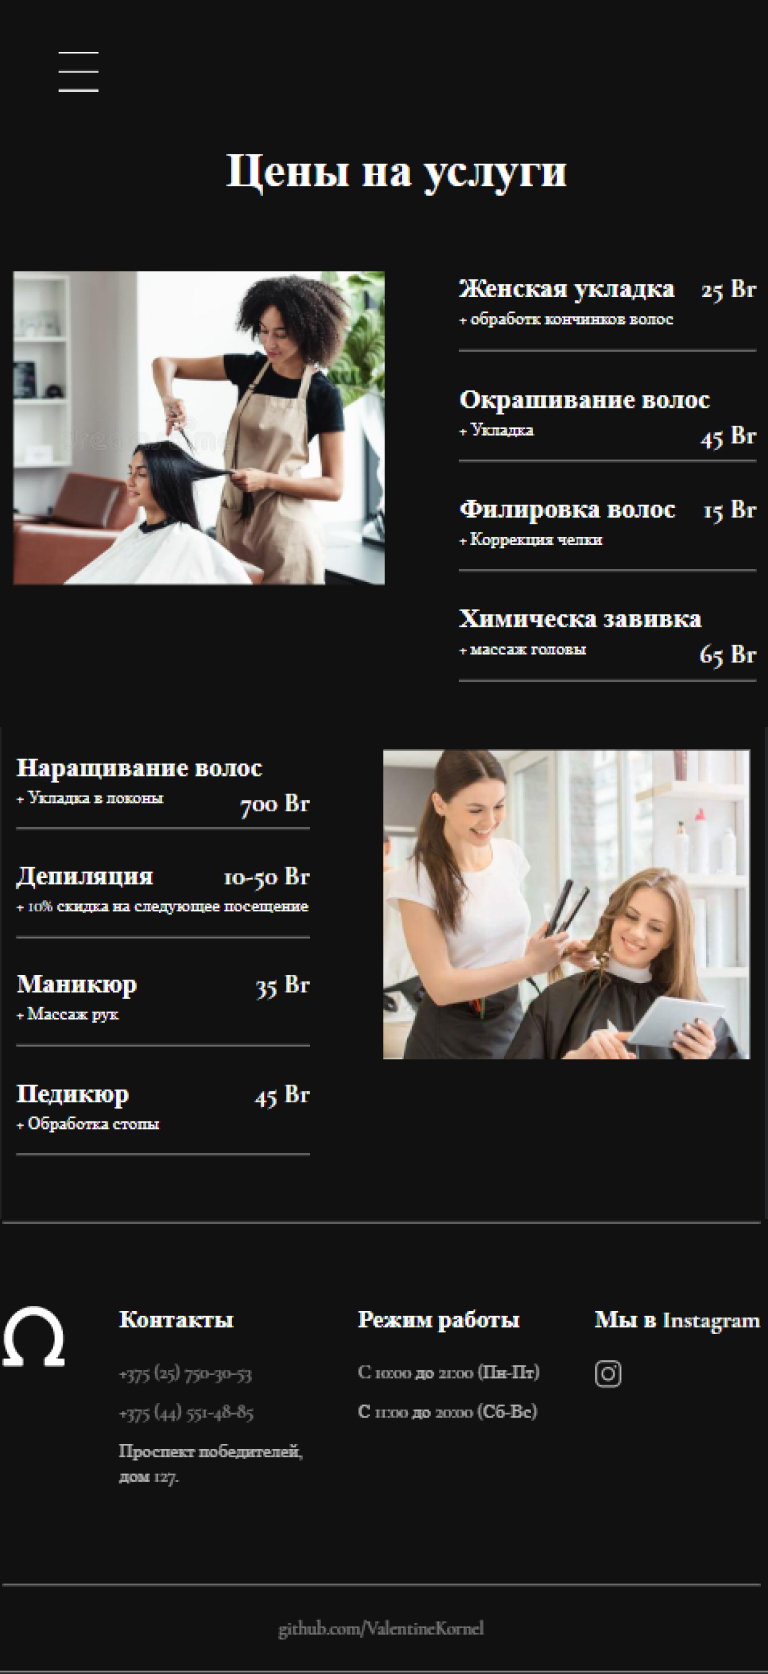 Цены на услуги
Женская укладка 25 Br
+ обработк кончинков волос
Окрашивание волос
+ Укладка
45 Br
Филировка волос 15 Br
+ Коррекция челки
Химическа завивка
+ массаж головы
65 Br
Наращивание волос
+ Укладка в локоны
700 Br
Депиляция 10-50 Br
+ 10% скидка на следующее посещение
Маникюр 35 Br
+ Массаж рук
Педикюр 45 Br
+ Обработка стопы
Ω
Контакты
+375 (25) 750-30-53
+375 (44) 551-48-85
Проспект победителей,
дом 127.
Режим работы
С 10:00 до 21:00 (Пн-Пт)
С 11:00 до 20:00 (Сб-Вс)
Мы в Instagram
github.com/ValentineKornel